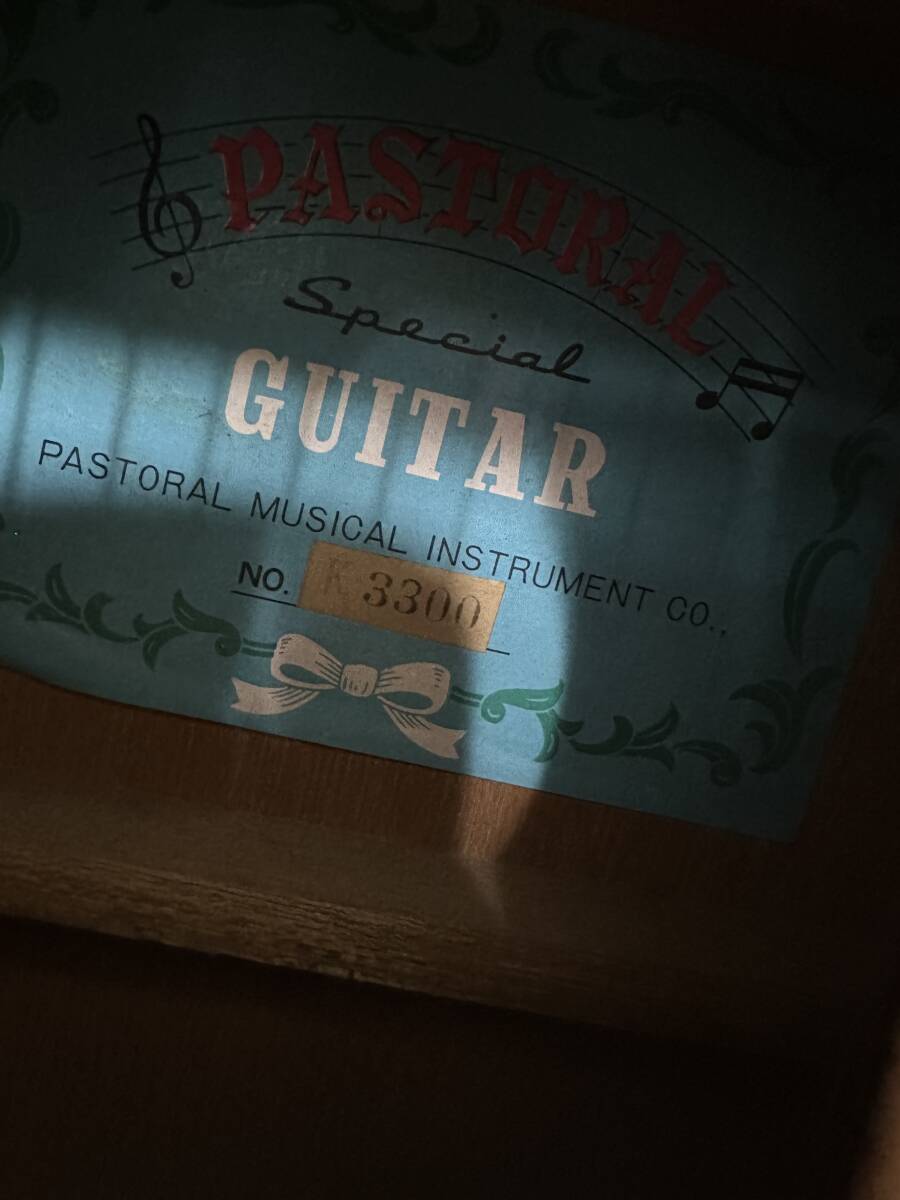 PASTORAL
Special
GUITAR
PASTORAL MUSICAL INSTRUMENT CO.,
NO. K 3300